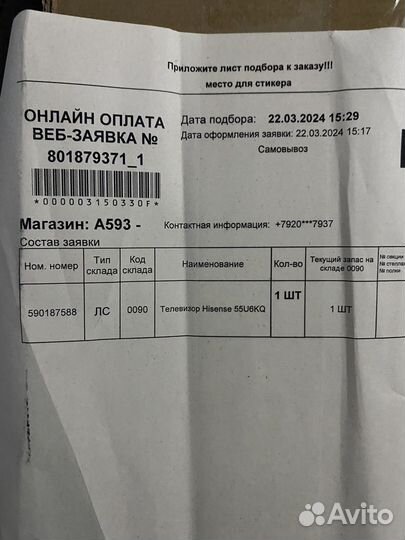 Приложите лист подбора к заказу!!!
место для стикера
ОНЛАЙН ОПЛАТА
ВЕБ-ЗАЯВКА №
801879371_1
*000003150330F*
Дата подбора: 22.03.2024 15:29
Дата оформления заявки: 22.03.2024 15:17
Самовывоз
Магазин: A593 -
Контактная информация: +7920***7937
Состав заявки
Ном. номер Тип склада Код склада Наименование Кол-во Текущий запас на складе 0090 № секции № стеллаж № полки
590187588 ЛС 0090 Телевизор Hisense 55U6KQ 1 ШТ 1 ШТ
Avito